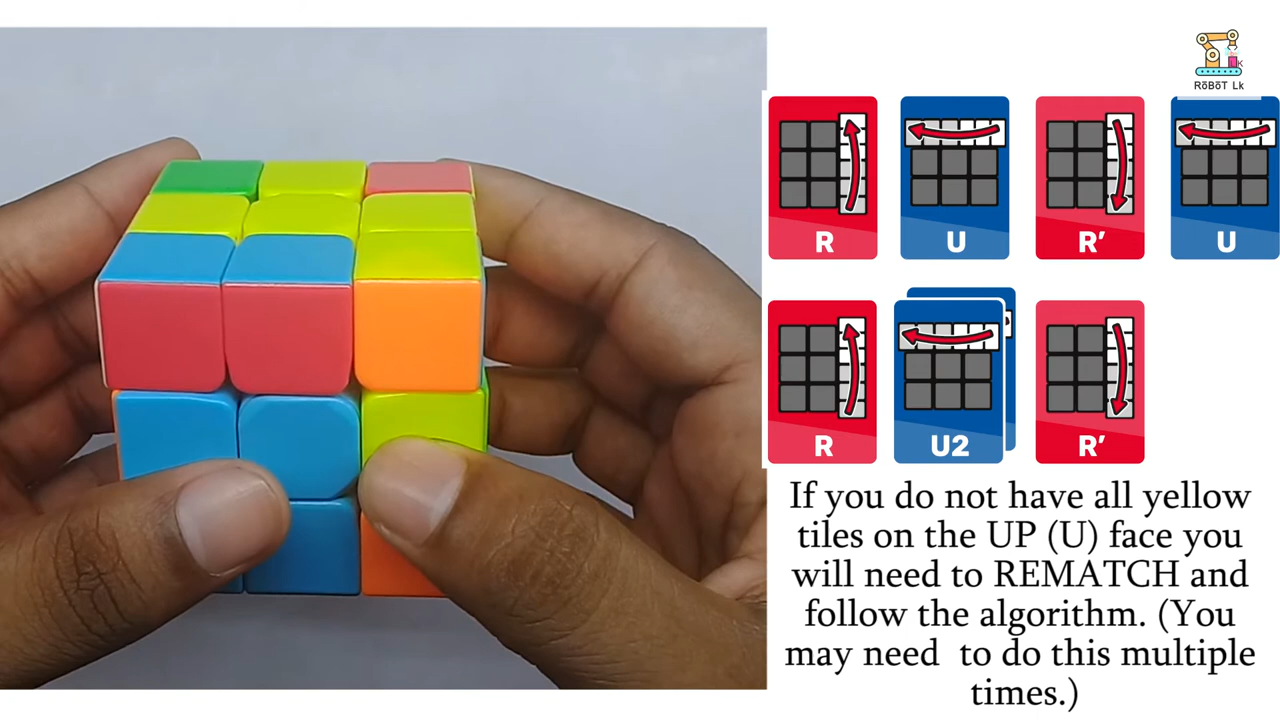 RōBōT Lk
R
U
R′
U
R
U2
R′
If you do not have all yellow
tiles on the UP (U) face you
will need to REMATCH and
follow the algorithm. (You
may need to do this multiple
times.)